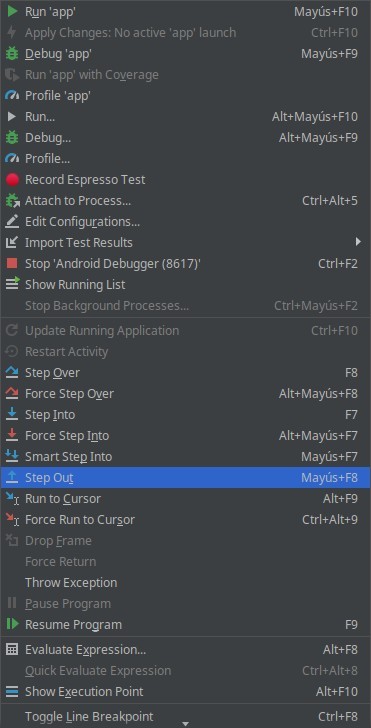 Run 'app' Mayús+F10
Apply Changes: No active 'app' launch Ctrl+F10
Debug 'app' Mayús+F9
Run 'app' with Coverage
Profile 'app'
Run... Alt+Mayús+F10
Debug... Alt+Mayús+F9
Profile...
Record Espresso Test
Attach to Process... Ctrl+Alt+5
Edit Configurations...
Import Test Results
Stop 'Android Debugger (8617)' Ctrl+F2
Show Running List
Stop Background Processes... Ctrl+Mayús+F2
Update Running Application Ctrl+F10
Restart Activity
Step Over F8
Force Step Over Alt+Mayús+F8
Step Into F7
Force Step Into Alt+Mayús+F7
Smart Step Into Mayús+F7
Step Out Mayús+F8
Run to Cursor Alt+F9
Force Run to Cursor Ctrl+Alt+9
Drop Frame
Force Return
Throw Exception
Pause Program
Resume Program F9
Evaluate Expression... Alt+F8
Quick Evaluate Expression Ctrl+Alt+8
Show Execution Point Alt+F10
Toggle Line Breakpoint Ctrl+F8